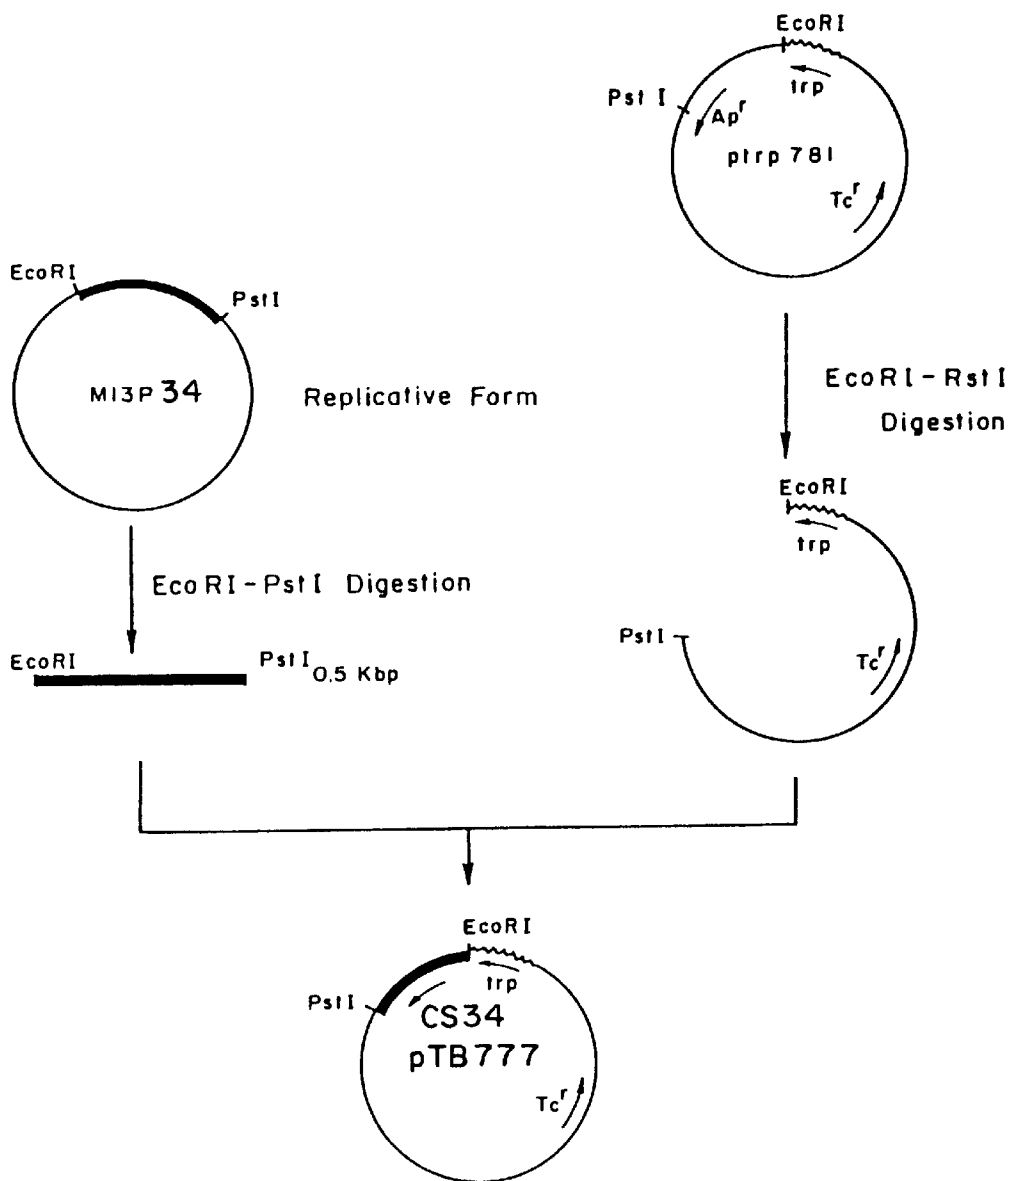 EcoRI
trp
Pst I
Apr
ptrp 781
Tcr
EcoRI
PstI
M13P 34
Replicative Form
EcoRI-RstI
Digestion
EcoRI
trp
PstI
Tcr
EcoRI-PstI Digestion
EcoRI
PstI 0.5 Kbp
EcoRI
trp
PstI
CS34
pTB777
Tcr